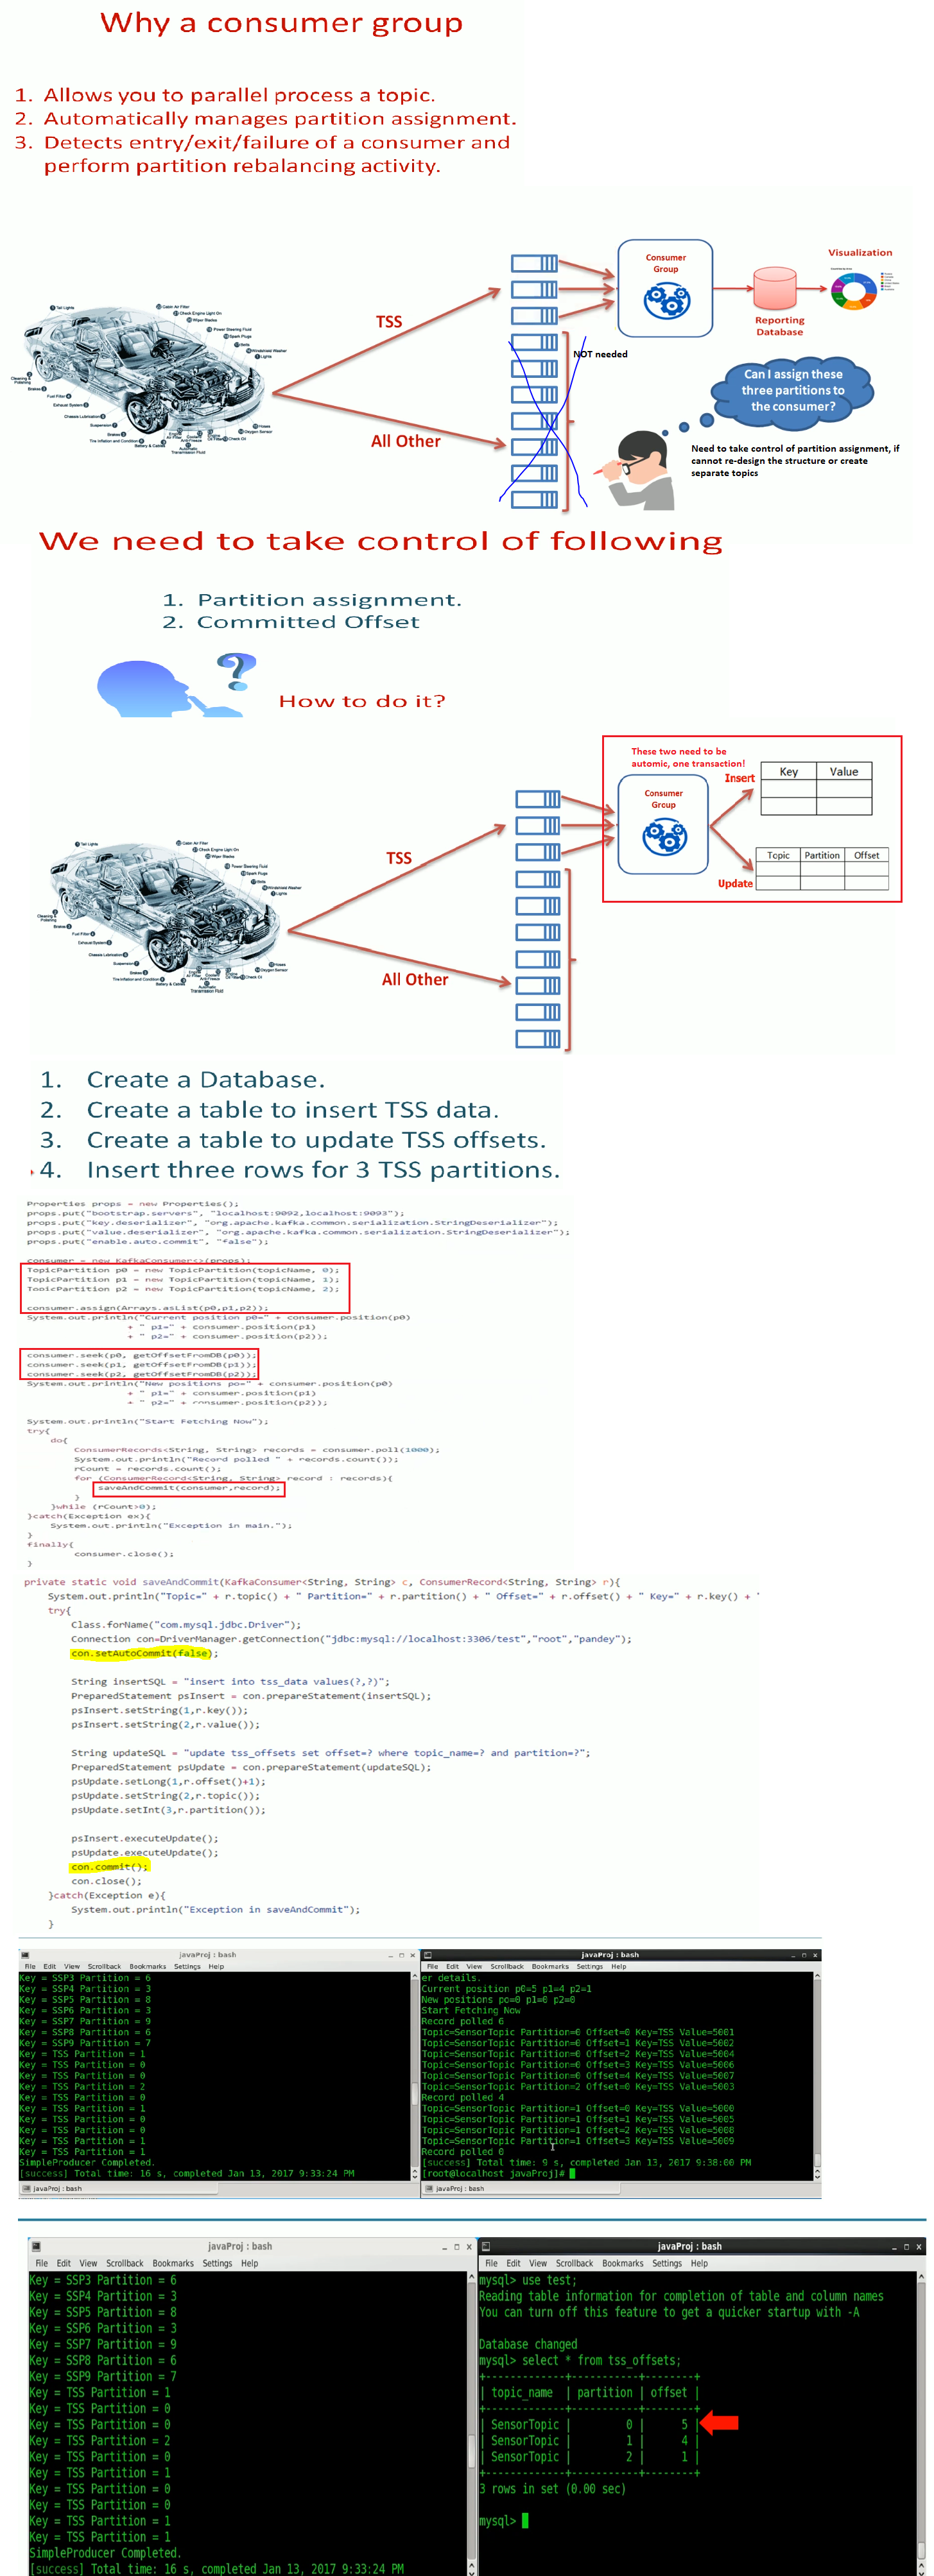 Why a consumer group
1. Allows you to parallel process a topic.
2. Automatically manages partition assignment.
3. Detects entry/exit/failure of a consumer and
perform partition rebalancing activity.
Consumer
Group
Visualization
Reporting
Database
TSS
NOT needed
All Other
Can I assign these
three partitions to
the consumer?
Need to take control of partition assignment, if
cannot re-design the structure or create
separate topics
We need to take control of following
1. Partition assignment.
2. Committed Offset
How to do it?
These two need to be
automic, one transaction!
Insert
Key Value
Consumer
Group
Topic Partition Offset
Update
TSS
All Other
1. Create a Database.
2. Create a table to insert TSS data.
3. Create a table to update TSS offsets.
4. Insert three rows for 3 TSS partitions.
Properties props = new Properties();
props.put("bootstrap.servers", "localhost:9092,localhost:9093");
props.put("key.deserializer", "org.apache.kafka.common.serialization.StringDeserializer");
props.put("value.deserializer", "org.apache.kafka.common.serialization.StringDeserializer");
props.put("enable.auto.commit", "false");
consumer = new KafkaConsumer<>(props);
TopicPartition p0 = new TopicPartition(topicName, 0);
TopicPartition p1 = new TopicPartition(topicName, 1);
TopicPartition p2 = new TopicPartition(topicName, 2);
consumer.assign(Arrays.asList(p0,p1,p2));
System.out.println("Current position p0=" + consumer.position(p0)
+ " p1=" + consumer.position(p1)
+ " p2=" + consumer.position(p2));
consumer.seek(p0, getOffsetFromDB(p0));
consumer.seek(p1, getOffsetFromDB(p1));
consumer.seek(p2, getOffsetFromDB(p2));
System.out.println("New positions po=" + consumer.position(p0)
+ " p1=" + consumer.position(p1)
+ " p2=" + consumer.position(p2));
System.out.println("Start Fetching Now");
try{
do{
ConsumerRecords<String, String> records = consumer.poll(1000);
System.out.println("Record polled " + records.count());
rCount = records.count();
for (ConsumerRecord<String, String> record : records){
saveAndCommit(consumer,record);
}
}while (rCount>0);
}catch(Exception ex){
System.out.println("Exception in main.");
}
finally{
consumer.close();
}
private static void saveAndCommit(KafkaConsumer<String, String> c, ConsumerRecord<String, String> r){
System.out.println("Topic=" + r.topic() + " Partition=" + r.partition() + " Offset=" + r.offset() + " Key=" + r.key() + "
try{
Class.forName("com.mysql.jdbc.Driver");
Connection con=DriverManager.getConnection("jdbc:mysql://localhost:3306/test","root","pandey");
con.setAutoCommit(false);
String insertSQL = "insert into tss_data values(?,?)";
PreparedStatement psInsert = con.prepareStatement(insertSQL);
psInsert.setString(1,r.key());
psInsert.setString(2,r.value());
String updateSQL = "update tss_offsets set offset=? where topic_name=? and partition=?";
PreparedStatement psUpdate = con.prepareStatement(updateSQL);
psUpdate.setLong(1,r.offset()+1);
psUpdate.setString(2,r.topic());
psUpdate.setInt(3,r.partition());
psInsert.executeUpdate();
psUpdate.executeUpdate();
con.commit();
con.close();
}catch(Exception e){
System.out.println("Exception in saveAndCommit");
}
javaProj : bash
File Edit View Scrollback Bookmarks Settings Help
Key = SSP3 Partition = 6
Key = SSP4 Partition = 3
Key = SSP5 Partition = 8
Key = SSP6 Partition = 3
Key = SSP7 Partition = 9
Key = SSP8 Partition = 6
Key = SSP9 Partition = 7
Key = TSS Partition = 1
Key = TSS Partition = 0
Key = TSS Partition = 0
Key = TSS Partition = 2
Key = TSS Partition = 0
Key = TSS Partition = 1
Key = TSS Partition = 0
Key = TSS Partition = 0
Key = TSS Partition = 1
Key = TSS Partition = 1
SimpleProducer Completed.
[success] Total time: 16 s, completed Jan 13, 2017 9:33:24 PM
javaProj : bash
javaProj : bash
File Edit View Scrollback Bookmarks Settings Help
er details.
Current position p0=5 p1=4 p2=1
New positions po=0 p1=0 p2=0
Start Fetching Now
Record polled 6
Topic=SensorTopic Partition=0 Offset=0 Key=TSS Value=5001
Topic=SensorTopic Partition=0 Offset=1 Key=TSS Value=5002
Topic=SensorTopic Partition=0 Offset=2 Key=TSS Value=5004
Topic=SensorTopic Partition=0 Offset=3 Key=TSS Value=5006
Topic=SensorTopic Partition=0 Offset=4 Key=TSS Value=5007
Topic=SensorTopic Partition=2 Offset=0 Key=TSS Value=5003
Record polled 4
Topic=SensorTopic Partition=1 Offset=0 Key=TSS Value=5000
Topic=SensorTopic Partition=1 Offset=1 Key=TSS Value=5005
Topic=SensorTopic Partition=1 Offset=2 Key=TSS Value=5008
Topic=SensorTopic Partition=1 Offset=3 Key=TSS Value=5009
Record polled 0
[success] Total time: 9 s, completed Jan 13, 2017 9:38:00 PM
[root@localhost javaProj]#
javaProj : bash
javaProj : bash
File Edit View Scrollback Bookmarks Settings Help
Key = SSP3 Partition = 6
Key = SSP4 Partition = 3
Key = SSP5 Partition = 8
Key = SSP6 Partition = 3
Key = SSP7 Partition = 9
Key = SSP8 Partition = 6
Key = SSP9 Partition = 7
Key = TSS Partition = 1
Key = TSS Partition = 0
Key = TSS Partition = 0
Key = TSS Partition = 2
Key = TSS Partition = 0
Key = TSS Partition = 1
Key = TSS Partition = 0
Key = TSS Partition = 0
Key = TSS Partition = 1
Key = TSS Partition = 1
SimpleProducer Completed.
[success] Total time: 16 s, completed Jan 13, 2017 9:33:24 PM
javaProj : bash
File Edit View Scrollback Bookmarks Settings Help
mysql> use test;
Reading table information for completion of table and column names
You can turn off this feature to get a quicker startup with -A
Database changed
mysql> select * from tss_offsets;
+-------------+-----------+--------+
| topic_name | partition | offset |
+-------------+-----------+--------+
| SensorTopic | 0 | 5 |
| SensorTopic | 1 | 4 |
| SensorTopic | 2 | 1 |
+-------------+-----------+--------+
3 rows in set (0.00 sec)
mysql>